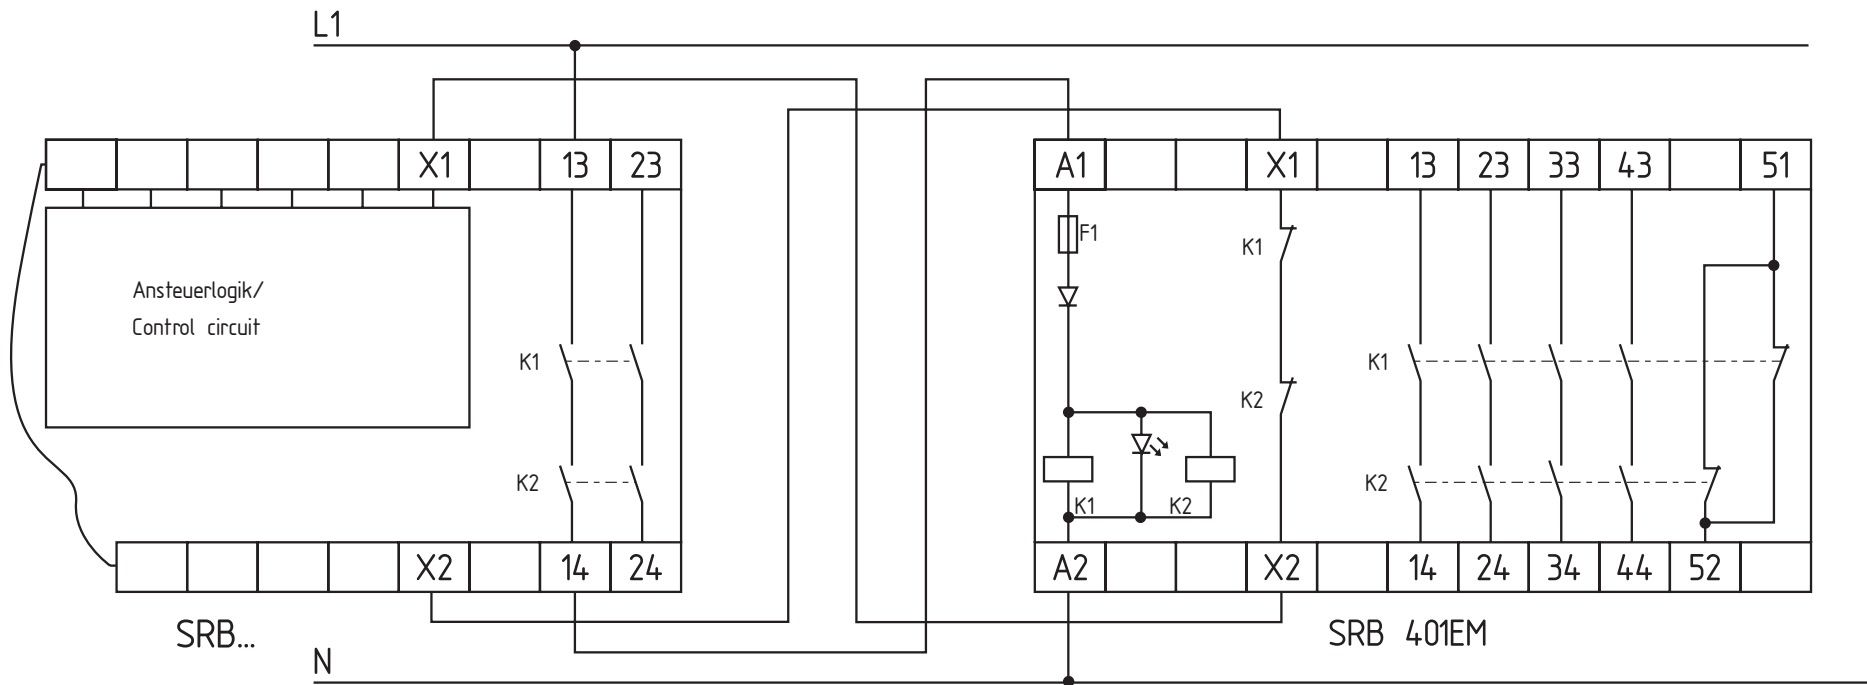 L1
X1 13 23
A1 X1 13 23 33 43 51
F1
K1
Ansteuerlogik/
Control circuit
K1
K1
K2
K2
K2
K1 K2
X2 14 24
A2 X2 14 24 34 44 52
SRB...
SRB 401EM
N